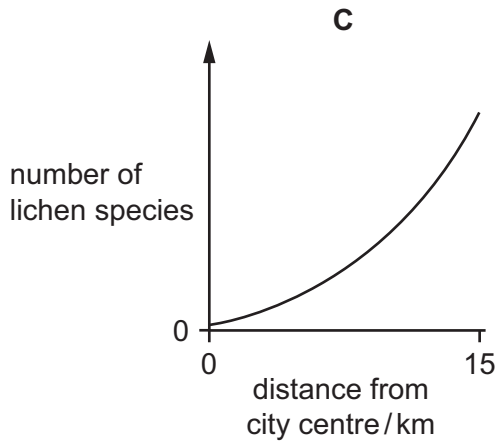 C
number of
lichen species
0
0
15
distance from
city centre / km